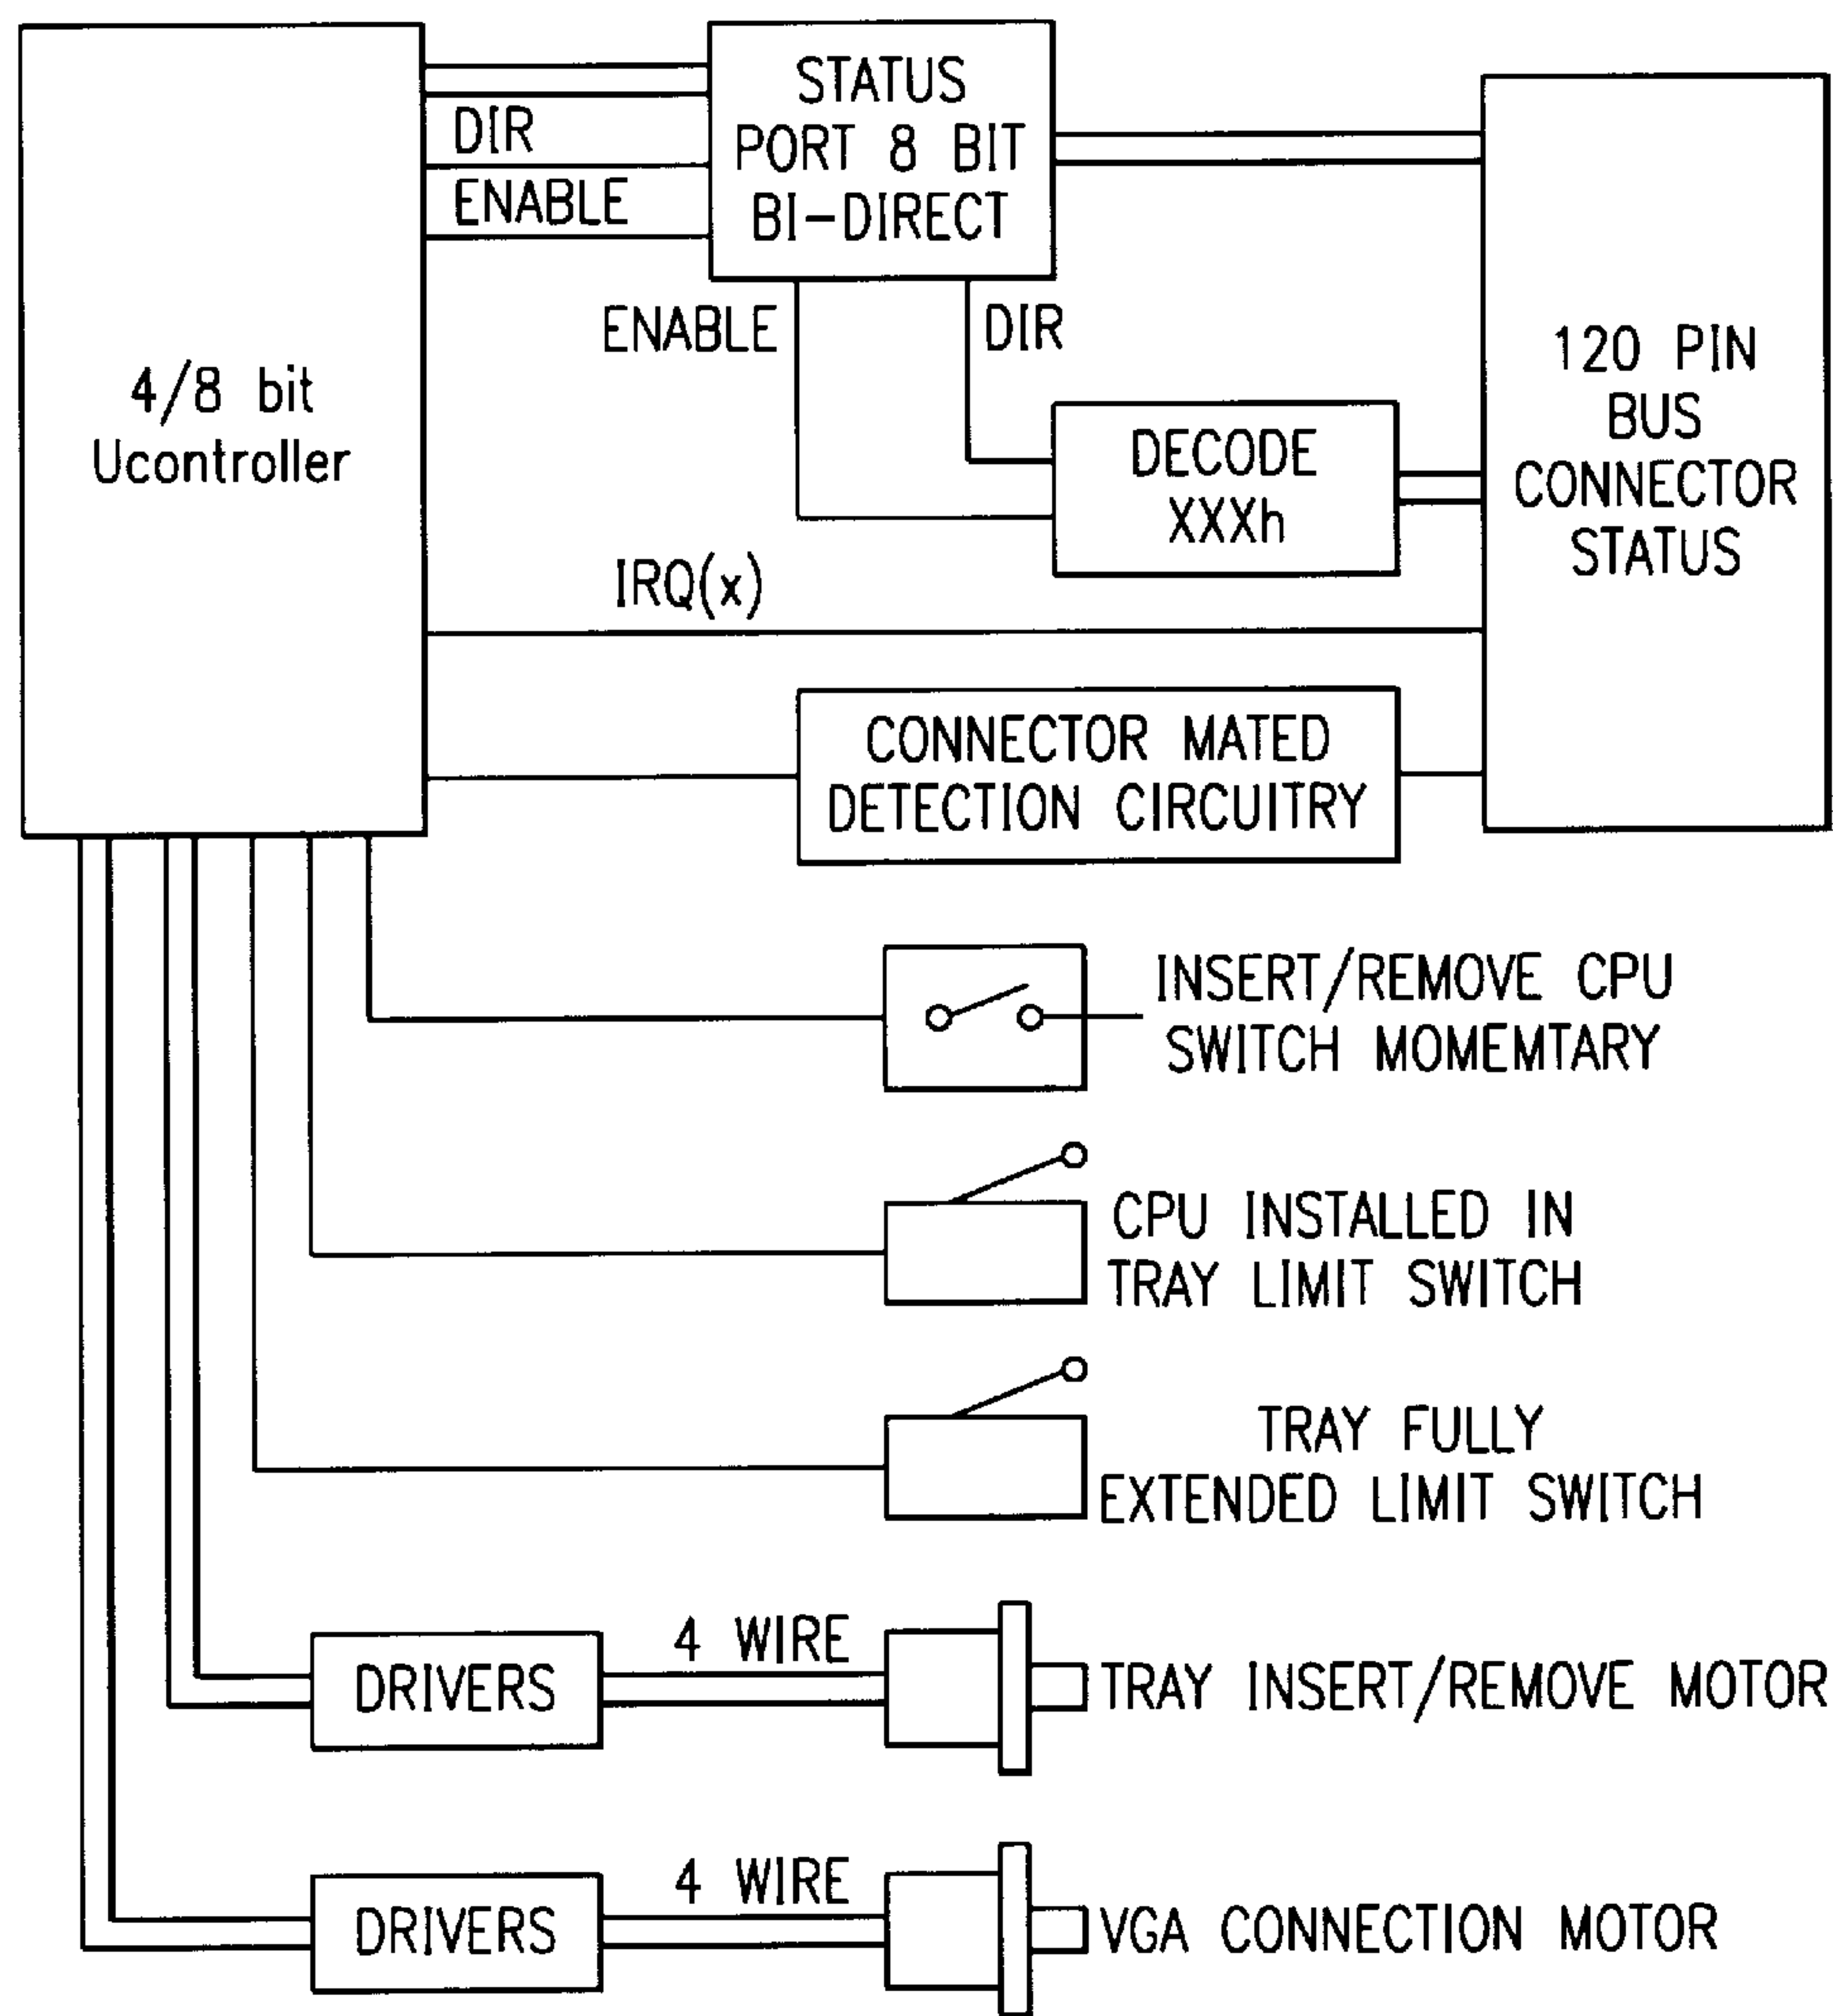 STATUS
PORT 8 BIT
BI-DIRECT
DIR
ENABLE
ENABLE
DIR
4/8 bit
Ucontroller
120 PIN
BUS
CONNECTOR
STATUS
DECODE
XXXh
IRQ(x)
CONNECTOR MATED
DETECTION CIRCUITRY
INSERT/REMOVE CPU
SWITCH MOMEMTARY
CPU INSTALLED IN
TRAY LIMIT SWITCH
TRAY FULLY
EXTENDED LIMIT SWITCH
DRIVERS
4 WIRE
TRAY INSERT/REMOVE MOTOR
DRIVERS
4 WIRE
VGA CONNECTION MOTOR